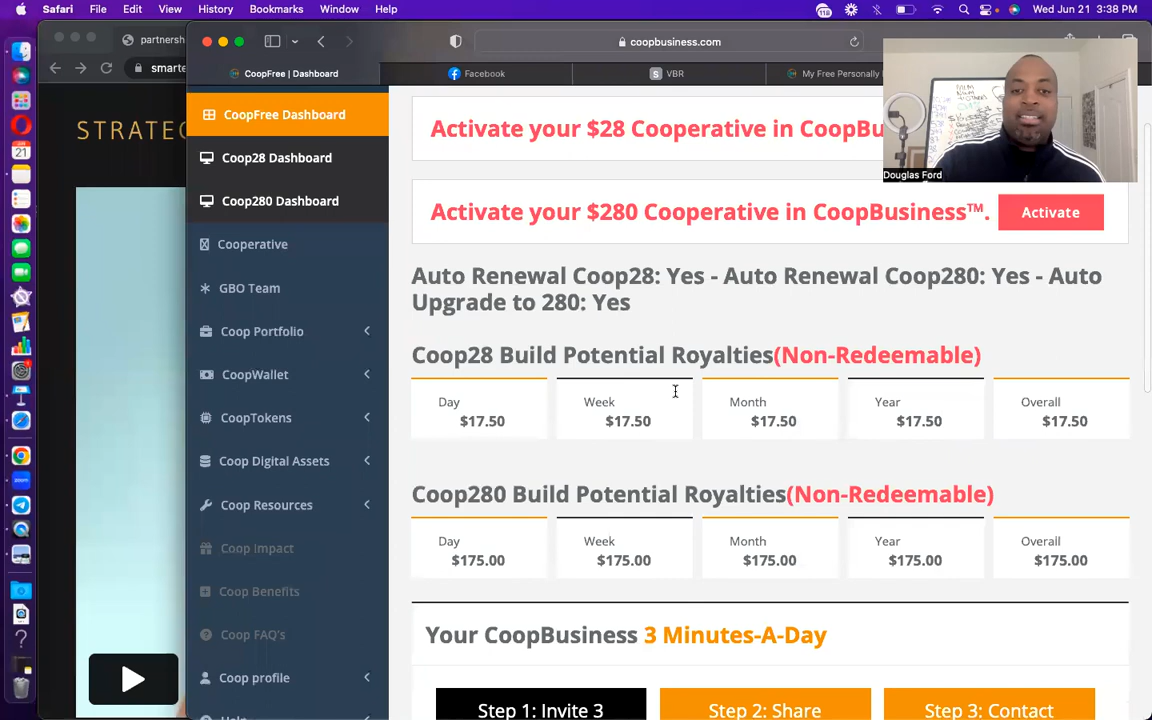 Safari File Edit View History Bookmarks Window Help
Wed Jun 21 3:38 PM
partnersh
coopbusiness.com
smarte
CoopFree | Dashboard
Facebook
VBR
My Free Personally
STRATEG
CoopFree Dashboard
Coop28 Dashboard
Coop280 Dashboard
Cooperative
GBO Team
Coop Portfolio
CoopWallet
CoopTokens
Coop Digital Assets
Coop Resources
Coop Impact
Coop Benefits
Coop FAQ's
Coop profile
Activate your $28 Cooperative in CoopBu
Douglas Ford
Activate your $280 Cooperative in CoopBusiness™.
Activate
Auto Renewal Coop28: Yes - Auto Renewal Coop280: Yes - Auto
Upgrade to 280: Yes
Coop28 Build Potential Royalties(Non-Redeemable)
Day Week Month Year Overall
$17.50 $17.50 $17.50 $17.50 $17.50
Coop280 Build Potential Royalties(Non-Redeemable)
Day Week Month Year Overall
$175.00 $175.00 $175.00 $175.00 $175.00
Your CoopBusiness 3 Minutes-A-Day
Step 1: Invite 3 Step 2: Share Step 3: Contact